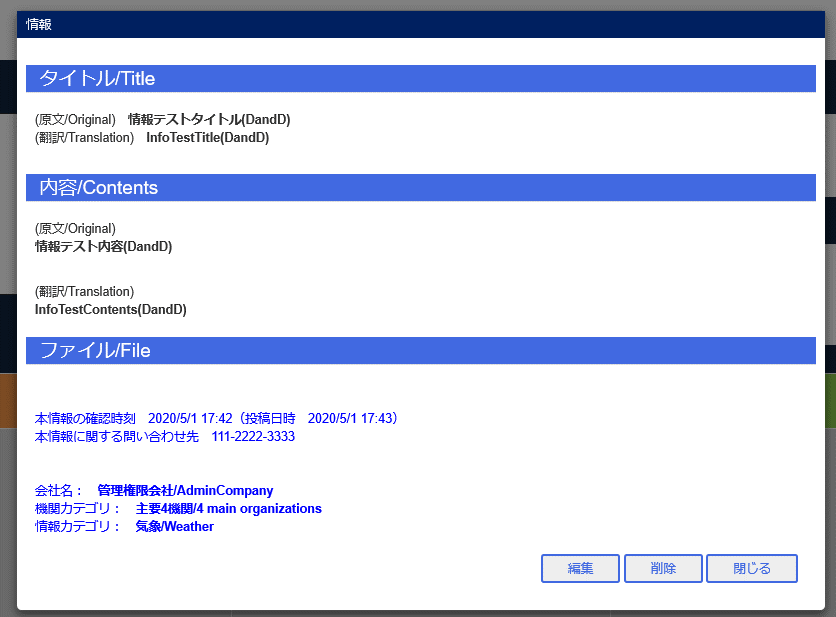 情報
タイトル/Title
(原文/Original) 情報テストタイトル(DandD)
(翻訳/Translation) InfoTestTitle(DandD)
内容/Contents
(原文/Original)
情報テスト内容(DandD)
(翻訳/Translation)
InfoTestContents(DandD)
ファイル/File
本情報の確認時刻 2020/5/1 17:42（投稿日時 2020/5/1 17:43）
本情報に関する問い合わせ先 111-2222-3333
会社名： 管理権限会社/AdminCompany
機関カテゴリ： 主要4機関/4 main organizations
情報カテゴリ： 気象/Weather
編集 削除 閉じる